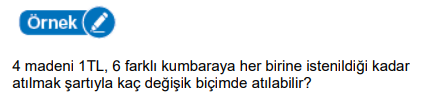 Örnek
4 madeni 1TL, 6 farklı kumbaraya her birine istenildiği kadar
atılmak şartıyla kaç değişik biçimde atılabilir?